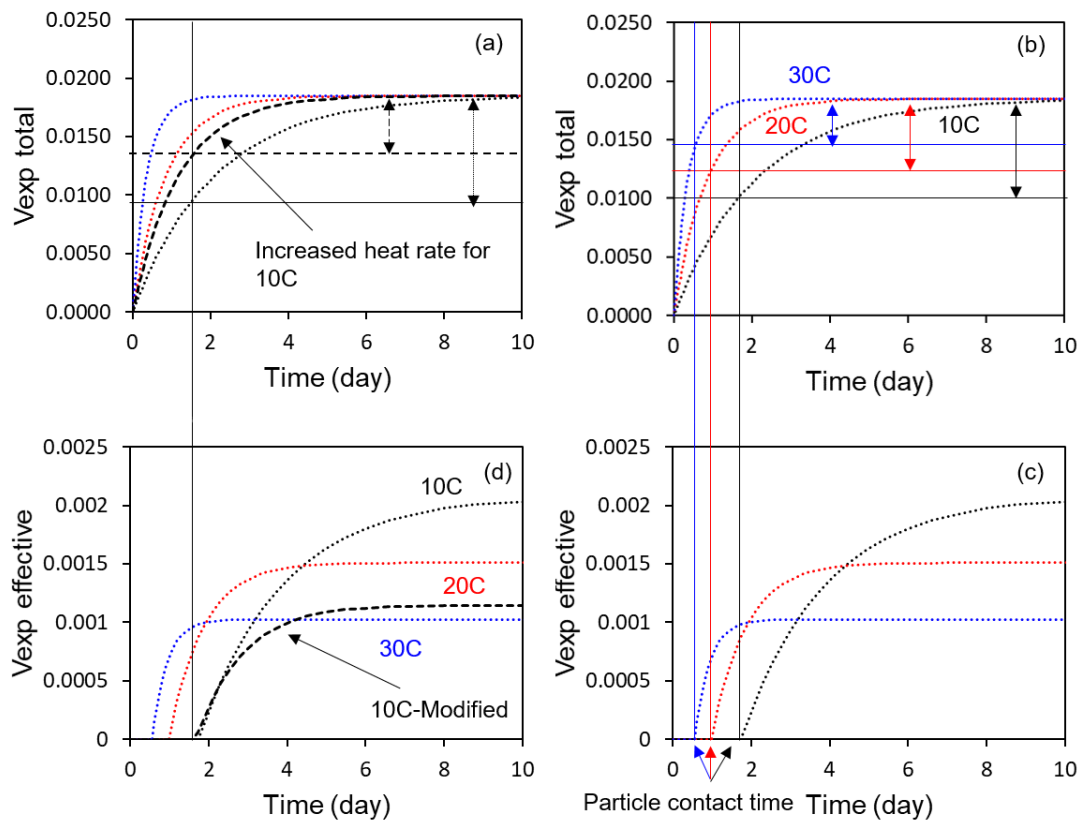 (a)
Vexp total
0.0250
0.0200
0.0150
0.0100
0.0050
0.0000
Increased heat rate for
10C
0 2 4 6 8 10
Time (day)
(b)
Vexp total
0.0250
0.0200
0.0150
0.0100
0.0050
0.0000
30C
20C
10C
0 2 4 6 8 10
Time (day)
(d)
Vexp effective
0.0025
0.002
0.0015
0.001
0.0005
0
10C
20C
30C
10C-Modified
0 2 4 6 8 10
Time (day)
(c)
Vexp effective
0.0025
0.002
0.0015
0.001
0.0005
0
0 2 4 6 8 10
Particle contact time
Time (day)